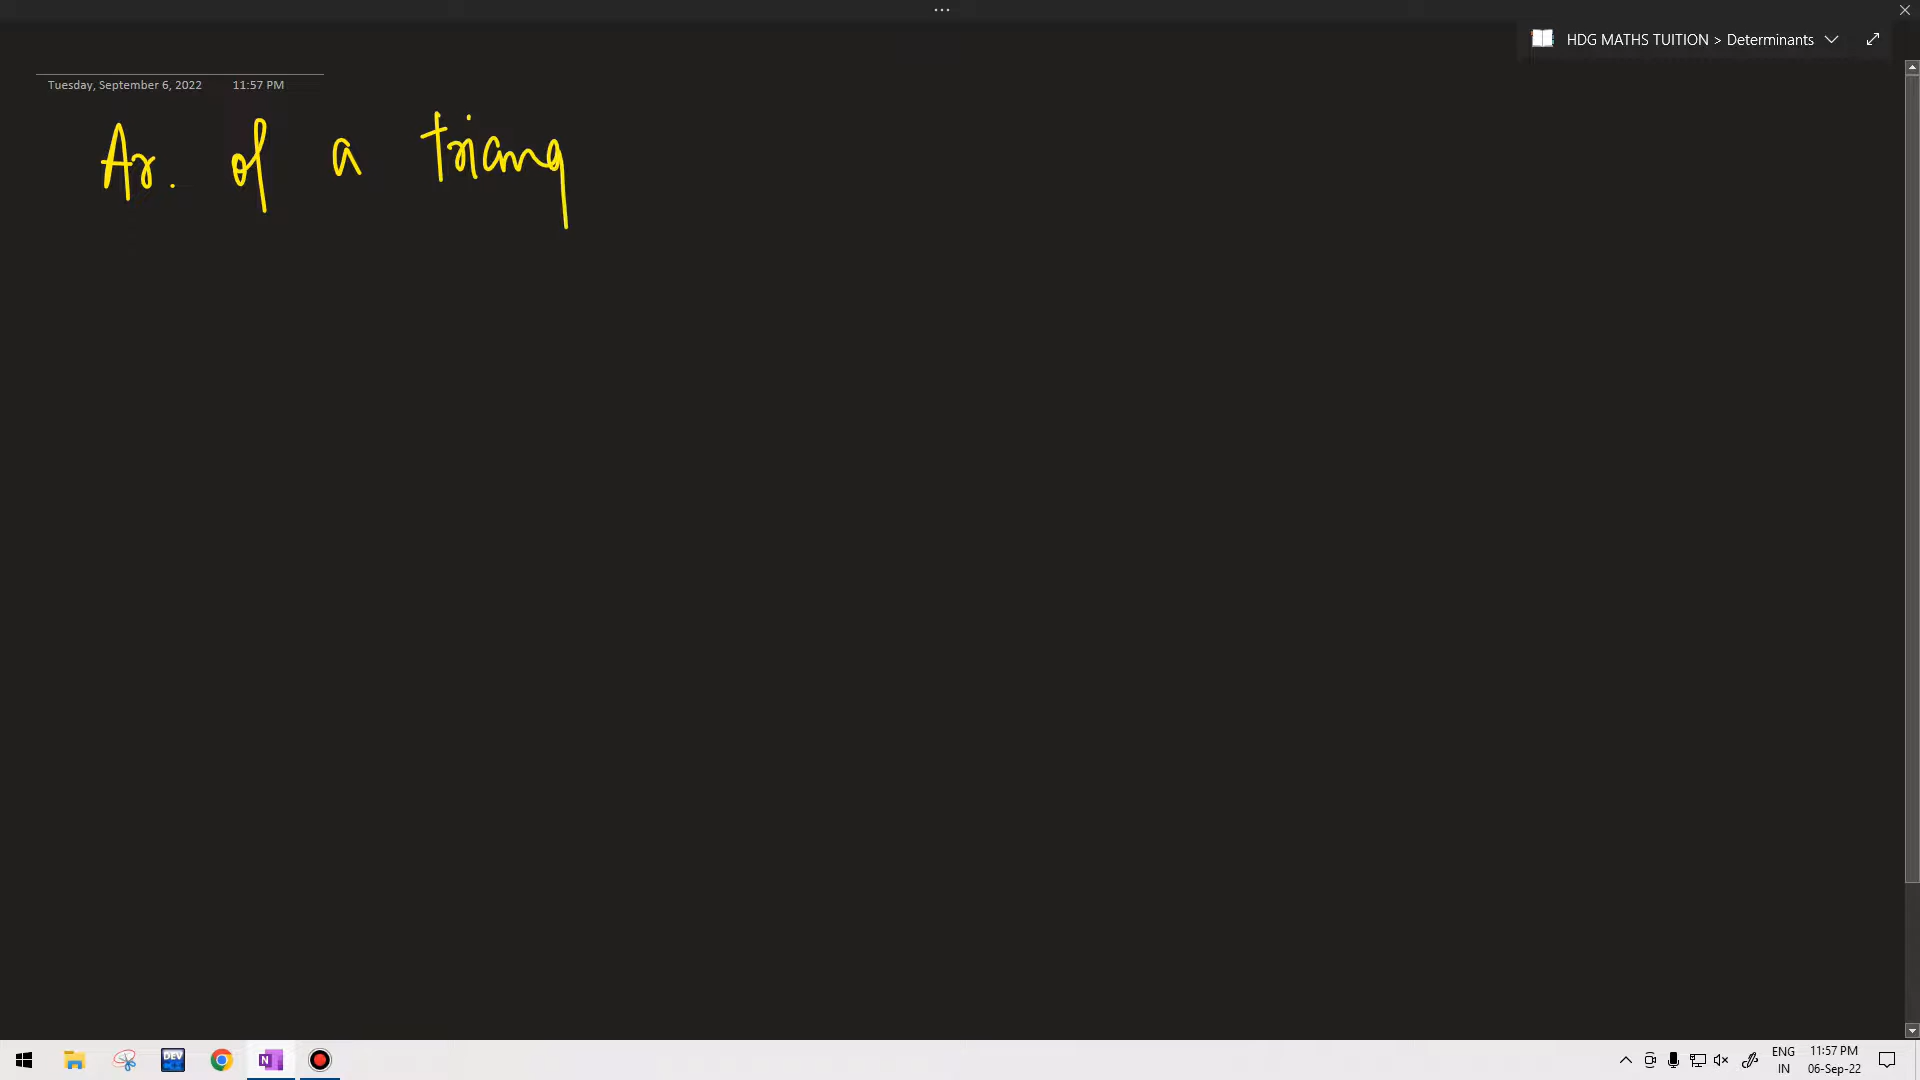 ...
HDG MATHS TUITION > Determinants
Tuesday, September 6, 2022 11:57 PM
Ar. of a triang
DEV
N
ENG
IN
11:57 PM
06-Sep-22